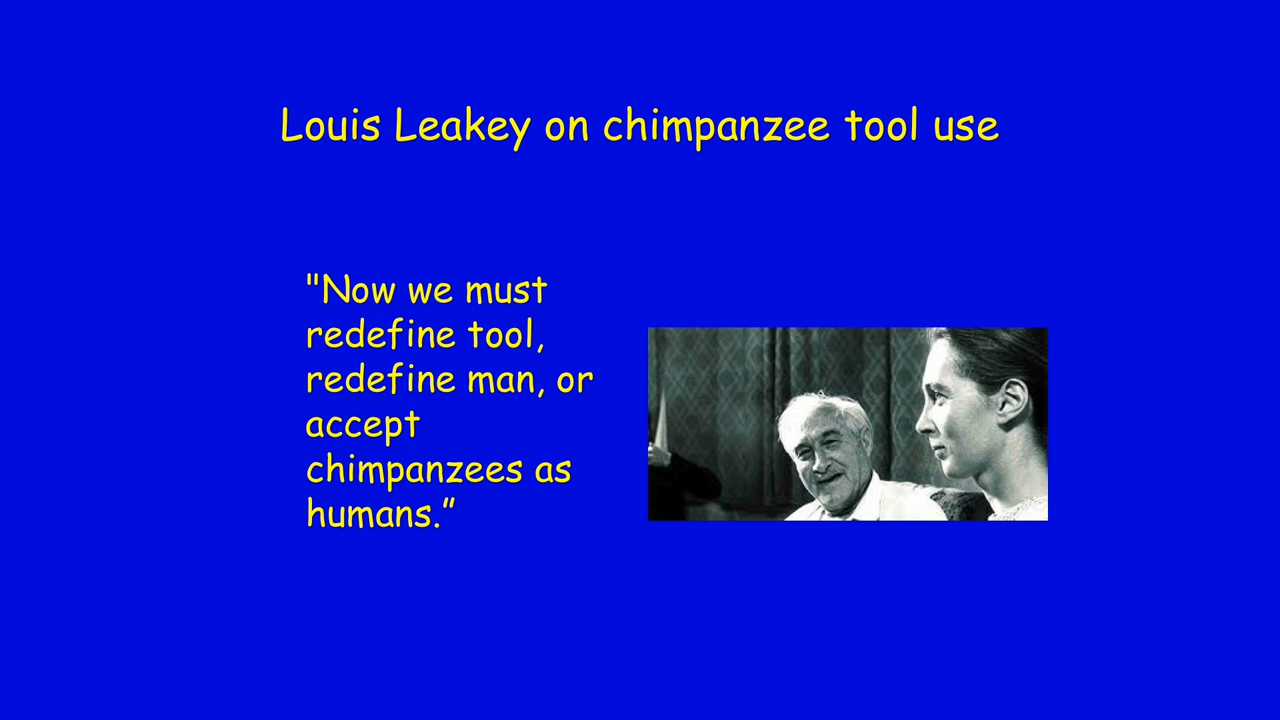 Louis Leakey on chimpanzee tool use
"Now we must
redefine tool,
redefine man, or
accept
chimpanzees as
humans.”